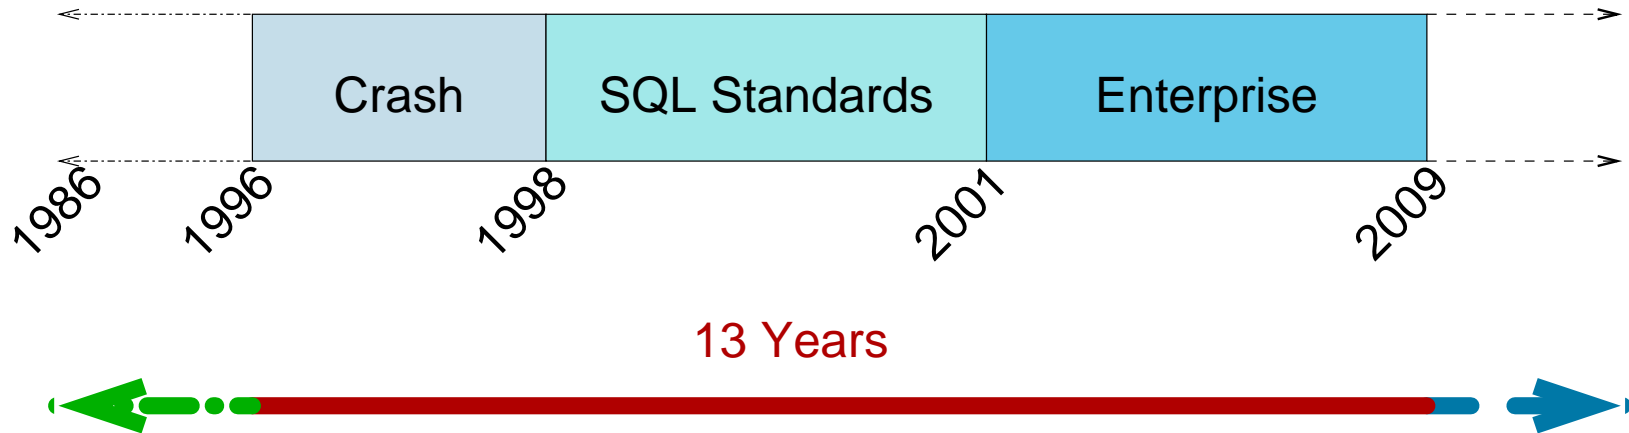 Crash
SQL Standards
Enterprise
1986
1996
1998
2001
2009
13 Years